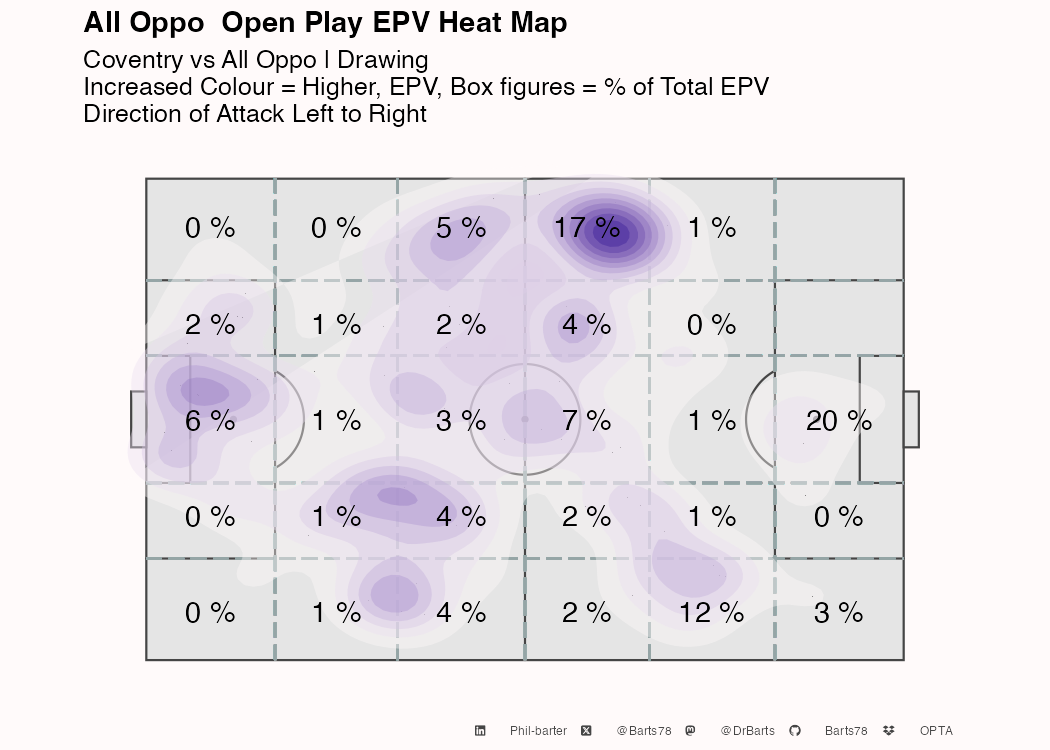 All Oppo  Open Play EPV Heat Map
Coventry vs All Oppo | Drawing
Increased Colour = Higher, EPV, Box figures = % of Total EPV
Direction of Attack Left to Right
0 % 0 % 5 % 17 % 1 %
2 % 1 % 2 % 4 % 0 %
6 % 1 % 3 % 7 % 1 % 20 %
0 % 1 % 4 % 2 % 1 % 0 %
0 % 1 % 4 % 2 % 12 % 3 %
Phil-barter @Barts78 @DrBarts Barts78 OPTA